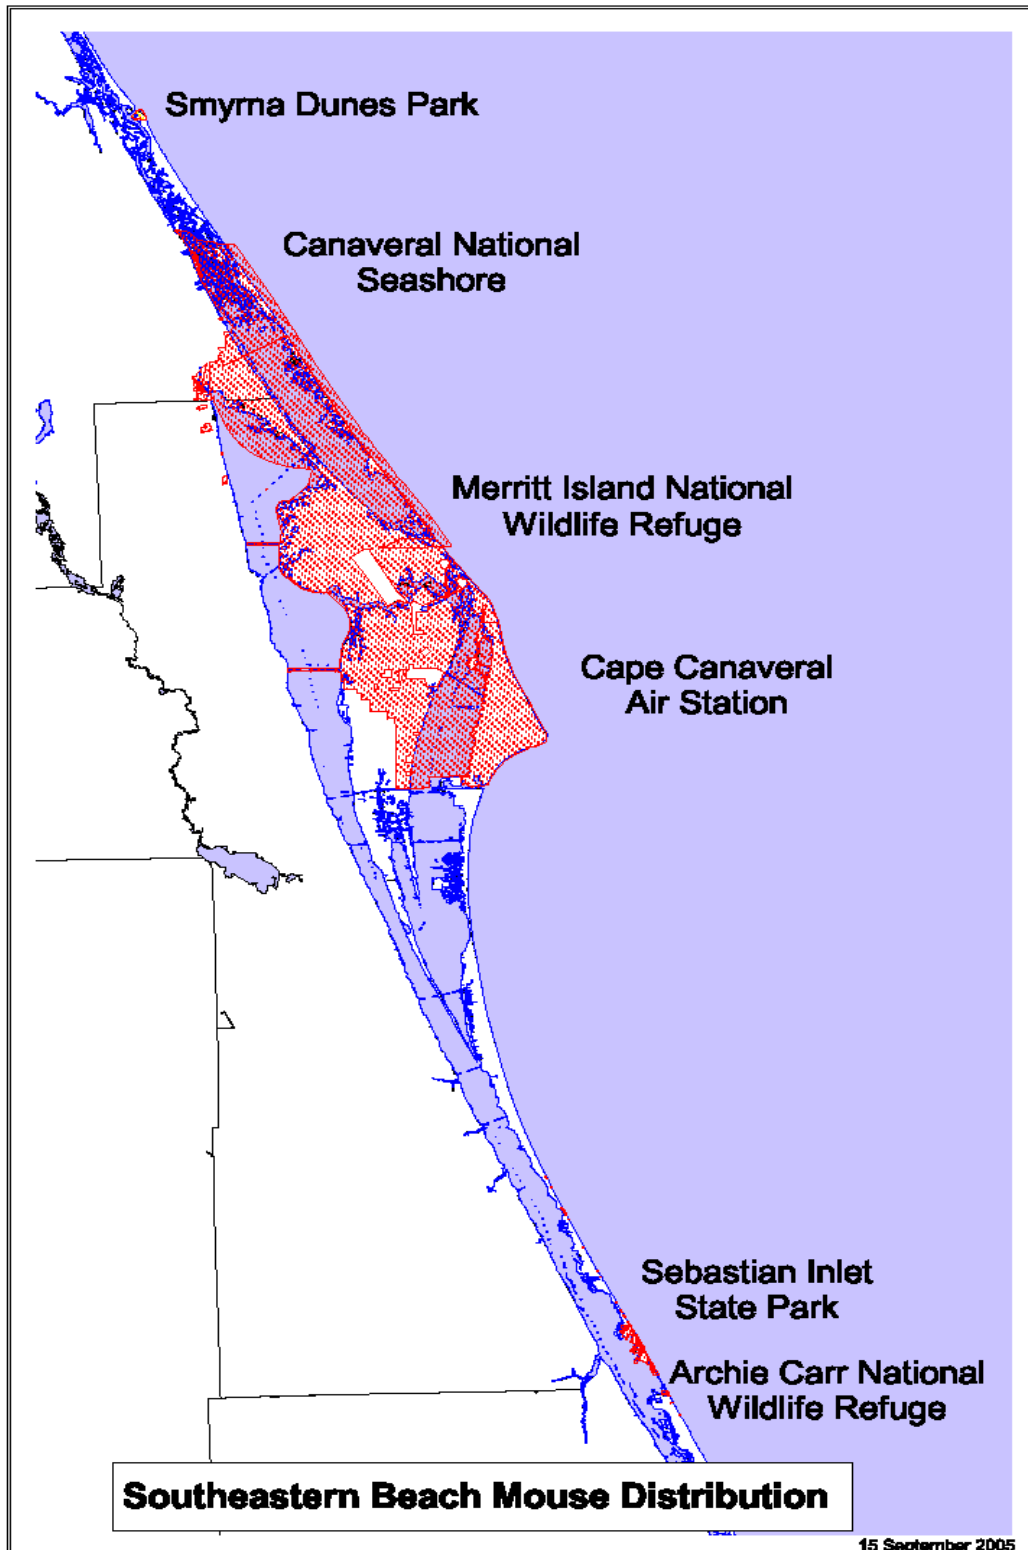 Smyrna Dunes Park
Canaveral National
Seashore
Merritt Island National
Wildlife Refuge
Cape Canaveral
Air Station
Sebastian Inlet
State Park
Archie Carr National
Wildlife Refuge
Southeastern Beach Mouse Distribution
15 September 2005